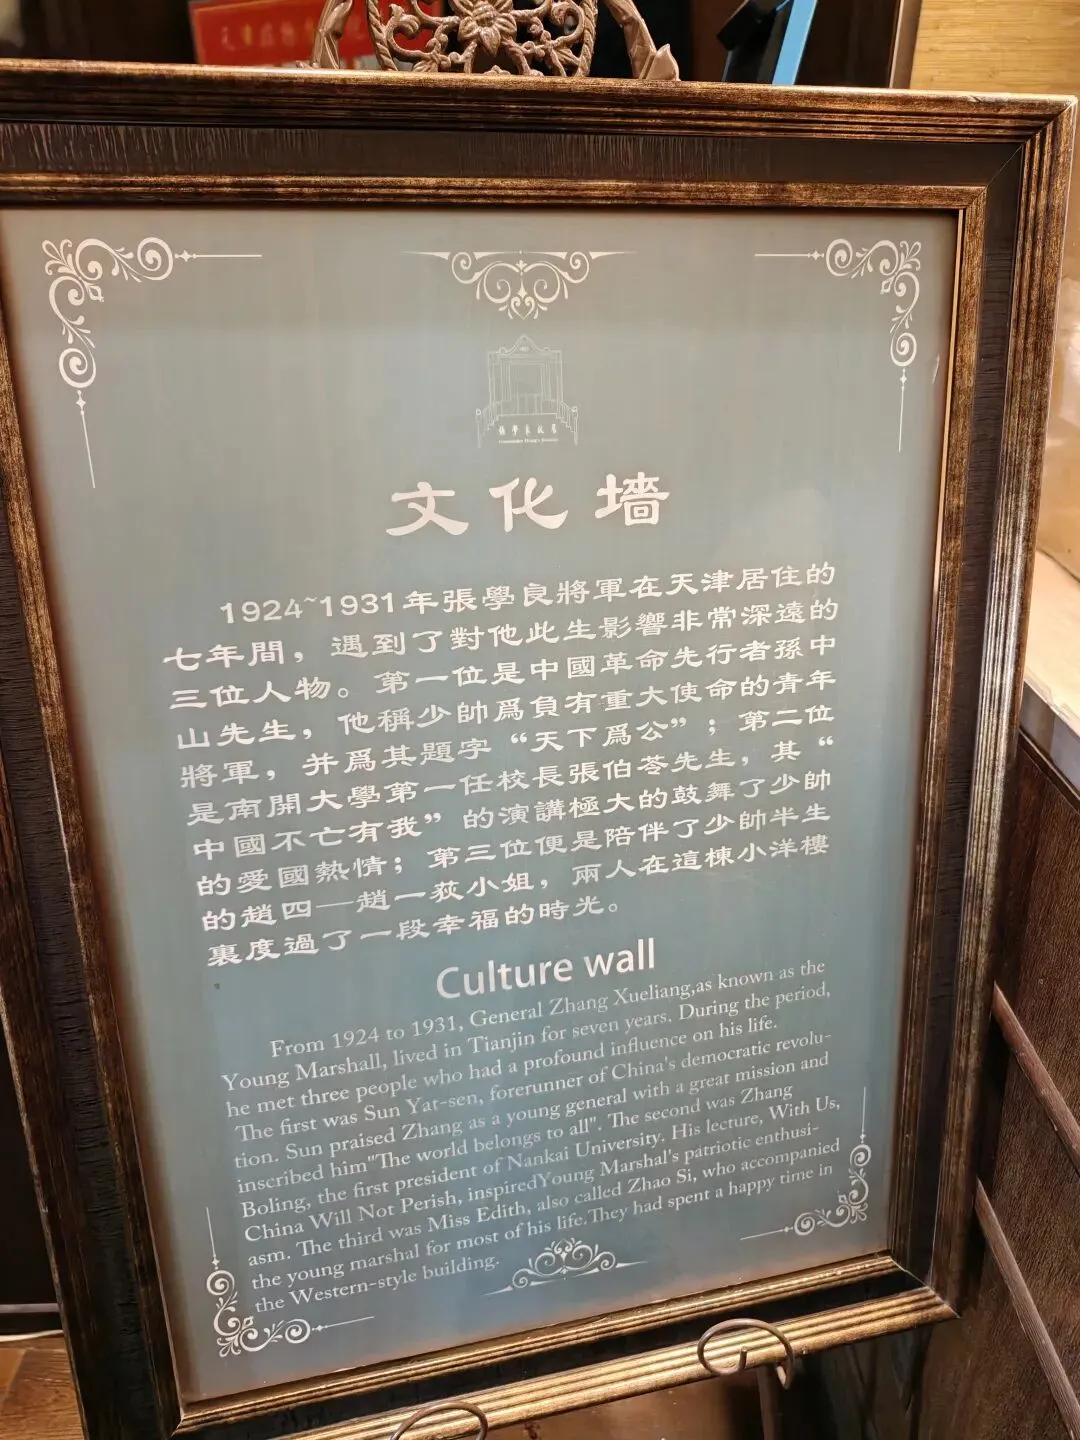 張學良故居
文化墻
1924~1931年張學良將軍在天津居住的
七年間，遇到了對他此生影響非常深遠的
三位人物。第一位是中國革命先行者孫中
山先生，他稱少帥爲負有重大使命的青年
將軍，并爲其題字“天下爲公”；第二位
是南開大學第一任校長張伯苓先生，其“
中國不亡有我”的演講極大的鼓舞了少帥
的愛國熱情；第三位便是陪伴了少帥半生
的趙四—趙一荻小姐，兩人在這棟小洋樓
裏度過了一段幸福的時光。
Culture wall
From 1924 to 1931, General Zhang Xueliang,as known as the
Young Marshall, lived in Tianjin for seven years. During the period,
he met three people who had a profound influence on his life.
The first was Sun Yat-sen, forerunner of China's democratic revolu-
tion. Sun praised Zhang as a young general with a great mission and
inscribed him"The world belongs to all". The second was Zhang
Boling, the first president of Nankai University. His lecture, With Us,
China Will Not Perish, inspiredYoung Marshal's patriotic enthusi-
asm. The third was Miss Edith, also called Zhao Si, who accompanied
the young marshal for most of his life.They had spent a happy time in
the Western-style building.